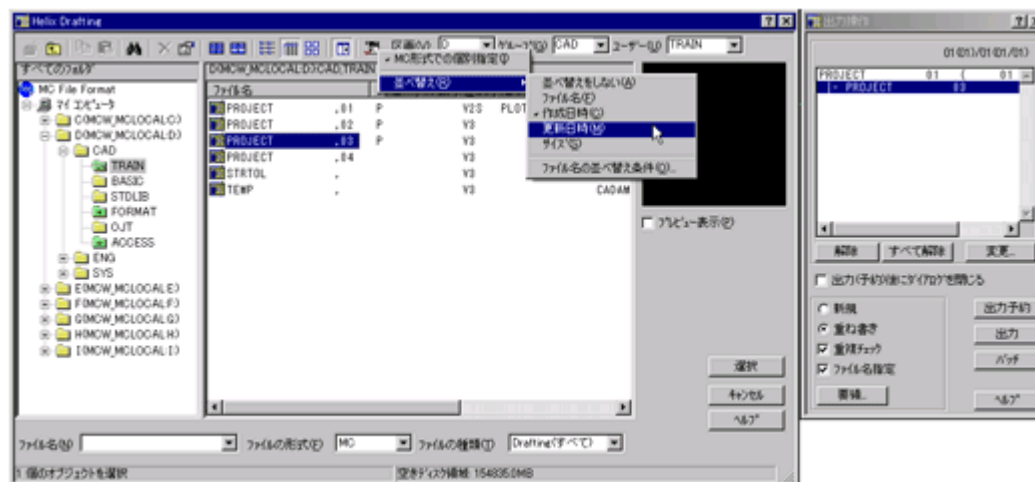 Helix Drafting
区画(V) D グループ(G) CAD ユーザー(U) TRAIN
すべてのフォルダ
D(MCW_MCLOCAL:D)\CAD,TRAIN
MC形式での個別指定(I)
並べ替え(R)
並べ替えをしない(A)
ファイル名(F)
作成日時(C)
更新日時(M)
サイズ(S)
ファイル名の並べ替え条件(O)...
MC File Format
マイ コンピュータ
C(MCW_MCLOCAL:C)
D(MCW_MCLOCAL:D)
CAD
TRAIN
BASIC
STDLIB
FORMAT
OJT
ACCESS
ENG
SYS
E(MCW_MCLOCAL:E)
F(MCW_MCLOCAL:F)
G(MCW_MCLOCAL:G)
H(MCW_MCLOCAL:H)
I(MCW_MCLOCAL:I)
ファイル名
PROJECT .01 P V2S PLOT
PROJECT .02 P V3
PROJECT .03 P V3
PROJECT .04 V3
STRTOL . V3
TEMP . V3 CADAM
プレビュー表示(P)
選択
キャンセル
ヘルプ
ファイル名(N) ファイルの形式(E) MC ファイルの種類(T) Drafting(すべて)
1 個のオブジェクトを選択 空きディスク領域: 154835.0MB
出力操作
01(01)/01(01/01)
PROJECT 01 ( 01
- PROJECT 03
解除 すべて解除 変更...
出力(予約)後にダイアログを閉じる
新規
重ね書き
重複チェック
ファイル名指定
要領...
出力予約
出力
バッチ
ヘルプ